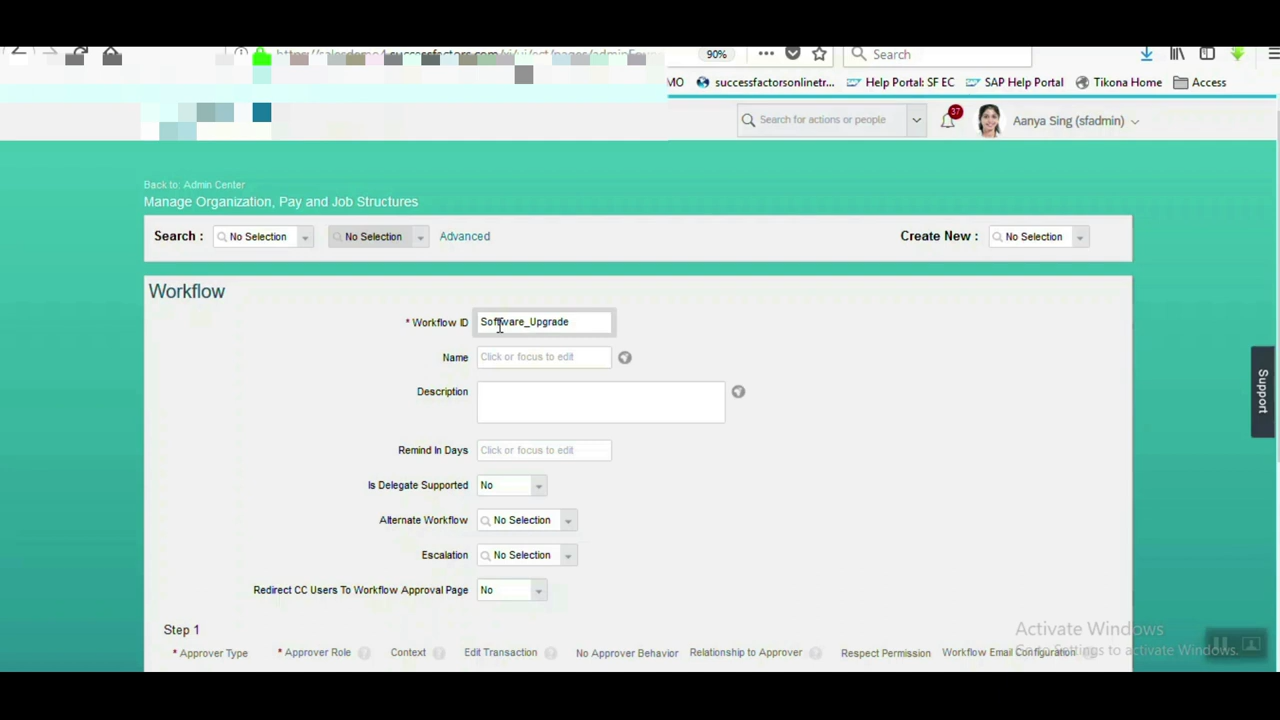 90%
Search
MO
successfactorsonlinetr...
Help Portal: SF EC
SAP Help Portal
Tikona Home
Access
Search for actions or people
37
Aanya Sing (sfadmin)
Back to: Admin Center
Manage Organization, Pay and Job Structures
Search :
No Selection
No Selection
Advanced
Create New :
No Selection
Workflow
* Workflow ID
Software_Upgrade
Name
Click or focus to edit
Description
Remind In Days
Click or focus to edit
Is Delegate Supported
No
Alternate Workflow
No Selection
Escalation
No Selection
Redirect CC Users To Workflow Approval Page
No
Support
Step 1
* Approver Type
* Approver Role
Context
Edit Transaction
No Approver Behavior
Relationship to Approver
Respect Permission
Workflow Email Configuration
Activate Windows
Go to Settings to activate Windows.